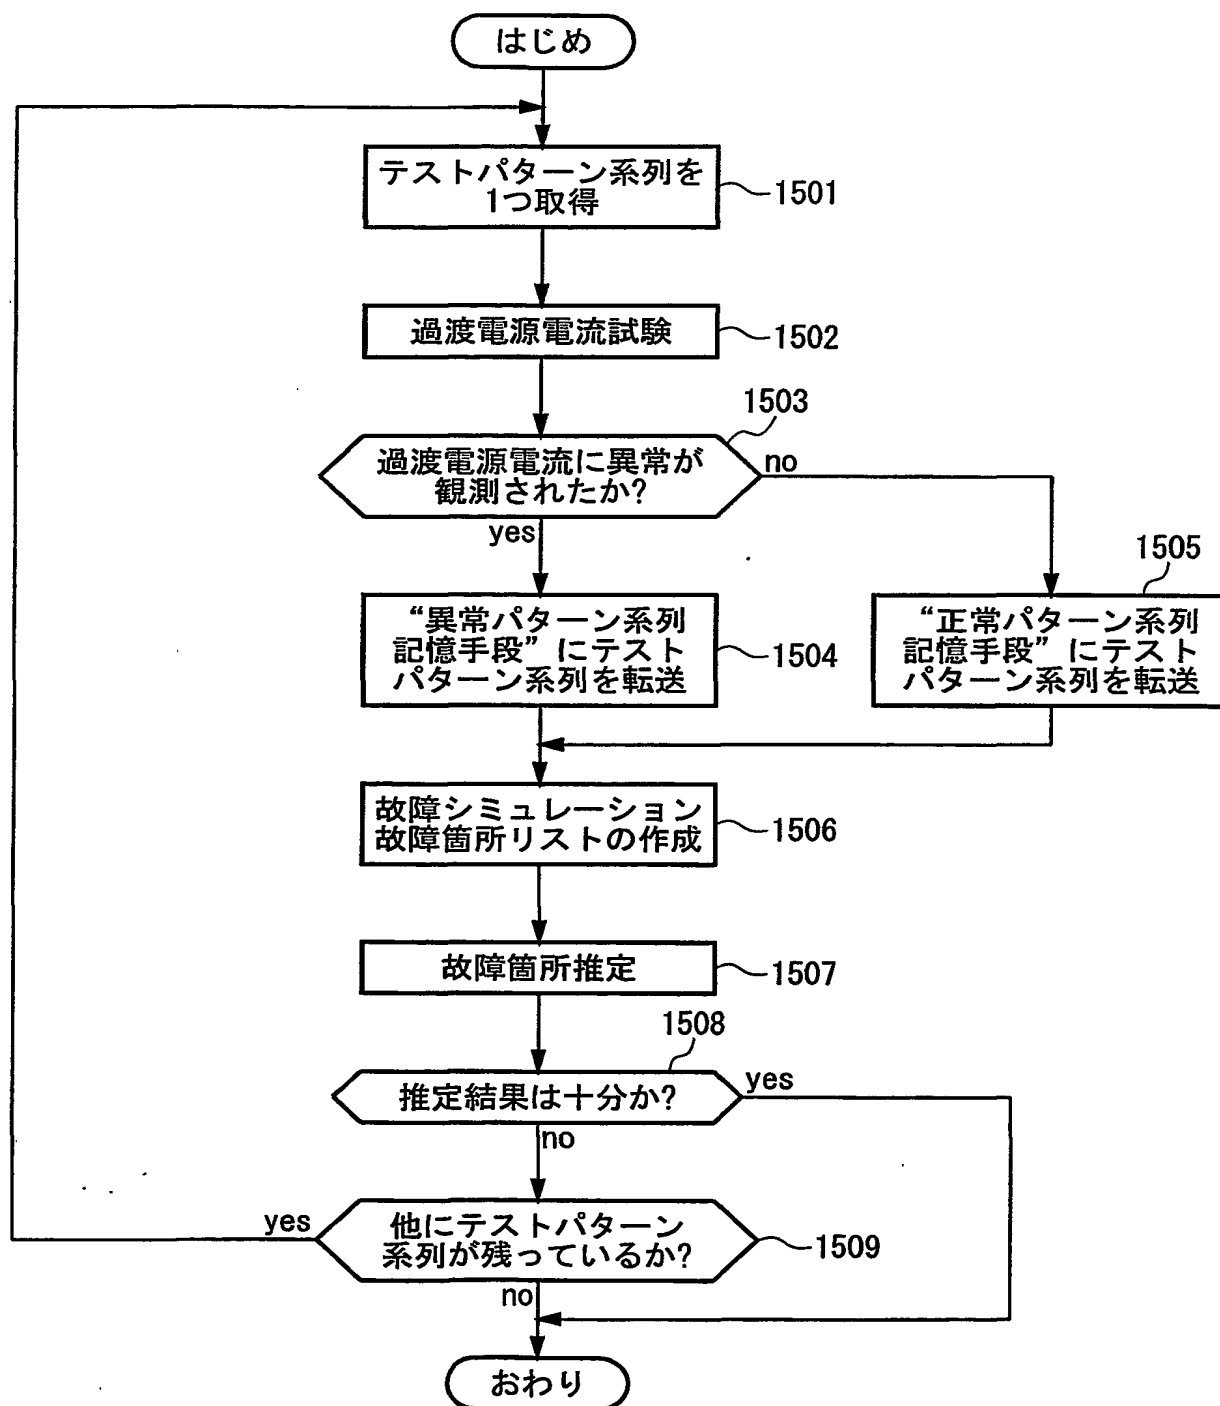 はじめ
テストパターン系列を
1つ取得
1501
過渡電源電流試験
1502
1503
過渡電源電流に異常が
観測されたか?
no
yes
1505
“異常パターン系列
記憶手段”にテスト
パターン系列を転送
1504
“正常パターン系列
記憶手段”にテスト
パターン系列を転送
故障シミュレーション
故障箇所リストの作成
1506
故障箇所推定
1507
1508
推定結果は十分か?
yes
no
他にテストパターン
系列が残っているか?
yes
1509
no
おわり